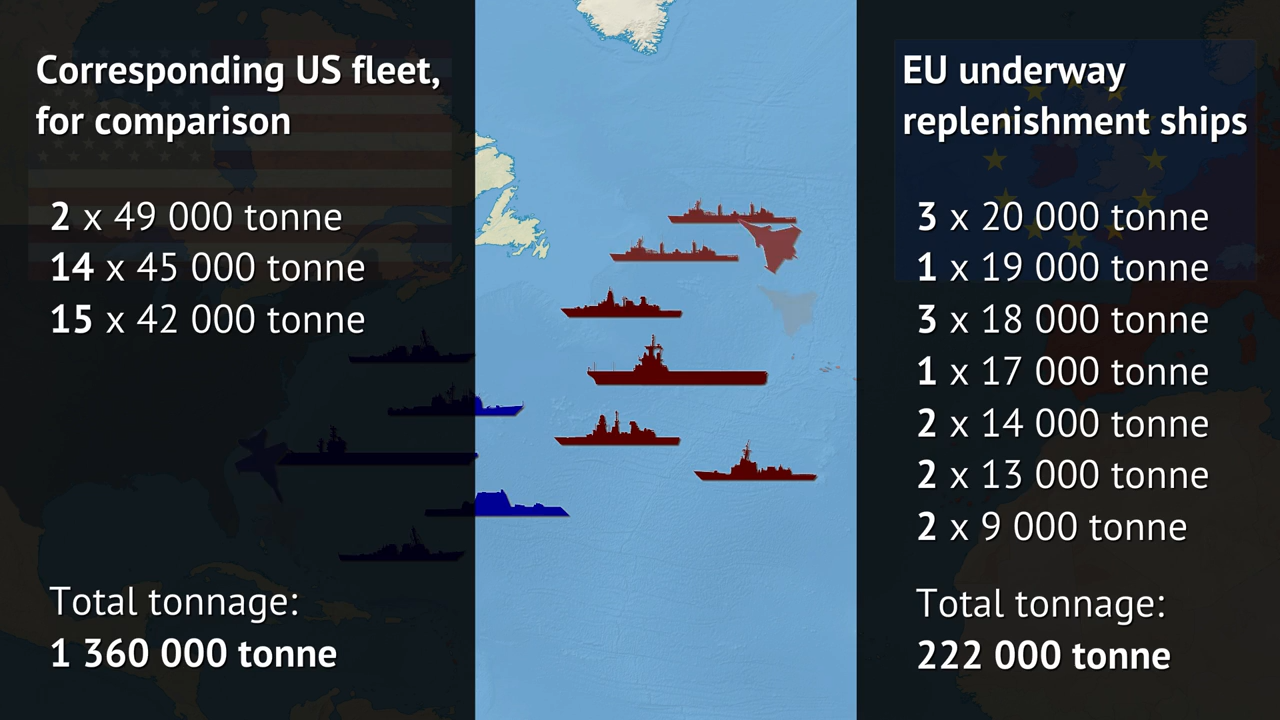 Corresponding US fleet,
for comparison
2 x 49 000 tonne
14 x 45 000 tonne
15 x 42 000 tonne
Total tonnage:
1 360 000 tonne
EU underway
replenishment ships
3 x 20 000 tonne
1 x 19 000 tonne
3 x 18 000 tonne
1 x 17 000 tonne
2 x 14 000 tonne
2 x 13 000 tonne
2 x 9 000 tonne
Total tonnage:
222 000 tonne